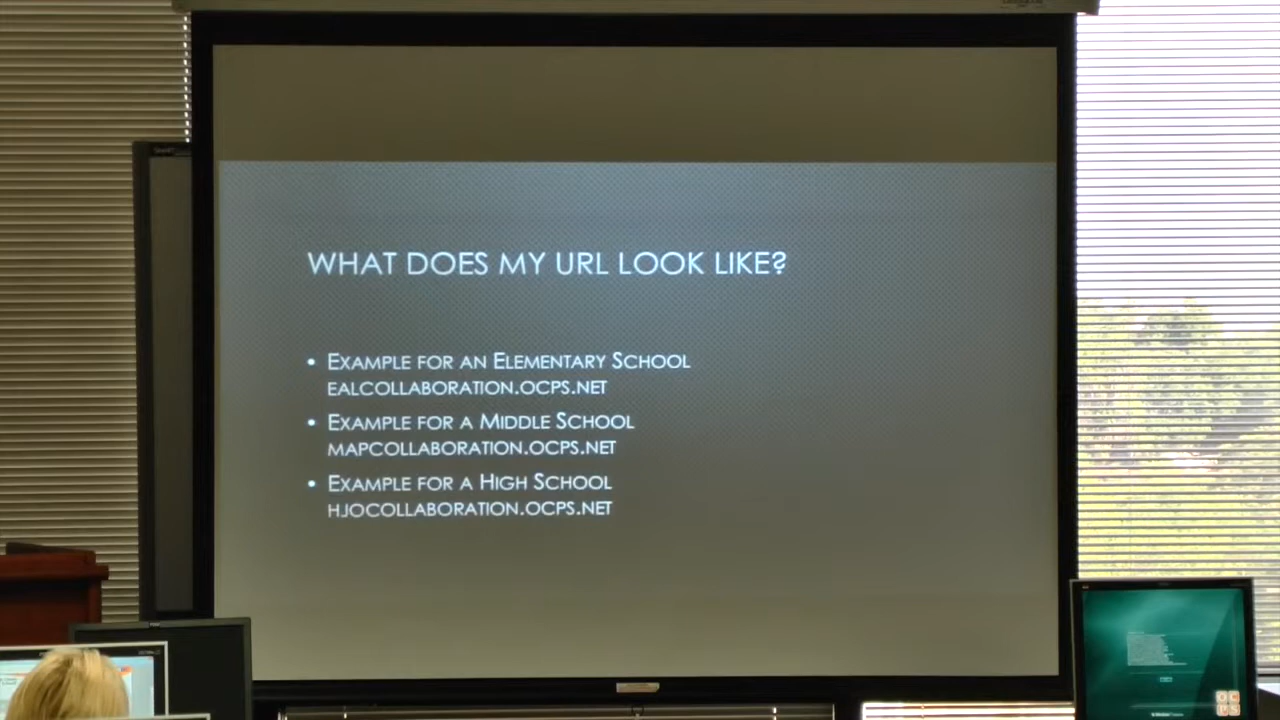 WHAT DOES MY URL LOOK LIKE?
• EXAMPLE FOR AN ELEMENTARY SCHOOL
EALCOLLABORATION.OCPS.NET
• EXAMPLE FOR A MIDDLE SCHOOL
MAPCOLLABORATION.OCPS.NET
• EXAMPLE FOR A HIGH SCHOOL
HJOCOLLABORATION.OCPS.NET